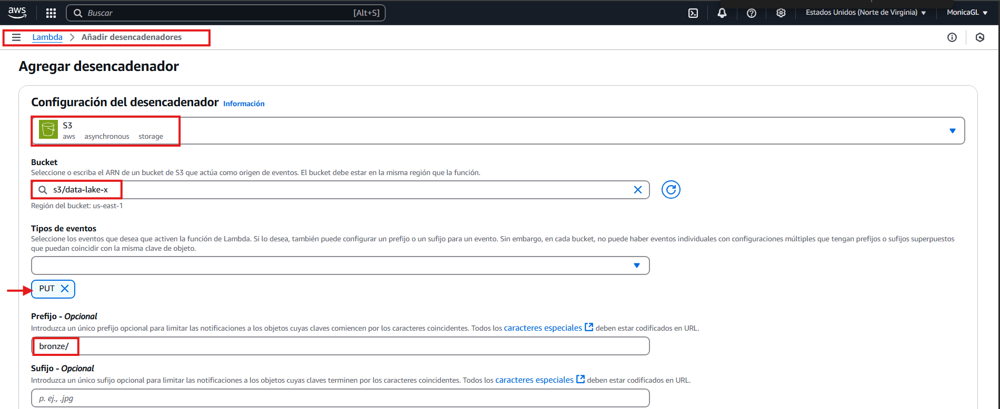 aws
Buscar
[Alt+S]
Estados Unidos (Norte de Virginia)
MonicaGL
Lambda
Añadir desencadenadores
Agregar desencadenador
Configuración del desencadenador Información
S3
aws asynchronous storage
Bucket
Seleccione o escriba el ARN de un bucket de S3 que actúa como origen de eventos. El bucket debe estar en la misma región que la función.
s3/data-lake-x
Región del bucket: us-east-1
Tipos de eventos
Seleccione los eventos que desea que activen la función de Lambda. Si lo desea, también puede configurar un prefijo o un sufijo para un evento. Sin embargo, en cada bucket, no puede haber eventos individuales con configuraciones múltiples que tengan prefijos o sufijos superpuestos
que puedan coincidir con la misma clave de objeto.
PUT
Prefijo - Opcional
Introduzca un único prefijo opcional para limitar las notificaciones a los objetos cuyas claves comiencen por los caracteres coincidentes. Todos los caracteres especiales deben estar codificados en URL.
bronze/
Sufijo - Opcional
Introduzca un único sufijo opcional para limitar las notificaciones a los objetos cuyas claves terminen por los caracteres coincidentes. Todos los caracteres especiales deben estar codificados en URL.
p. ej., .jpg